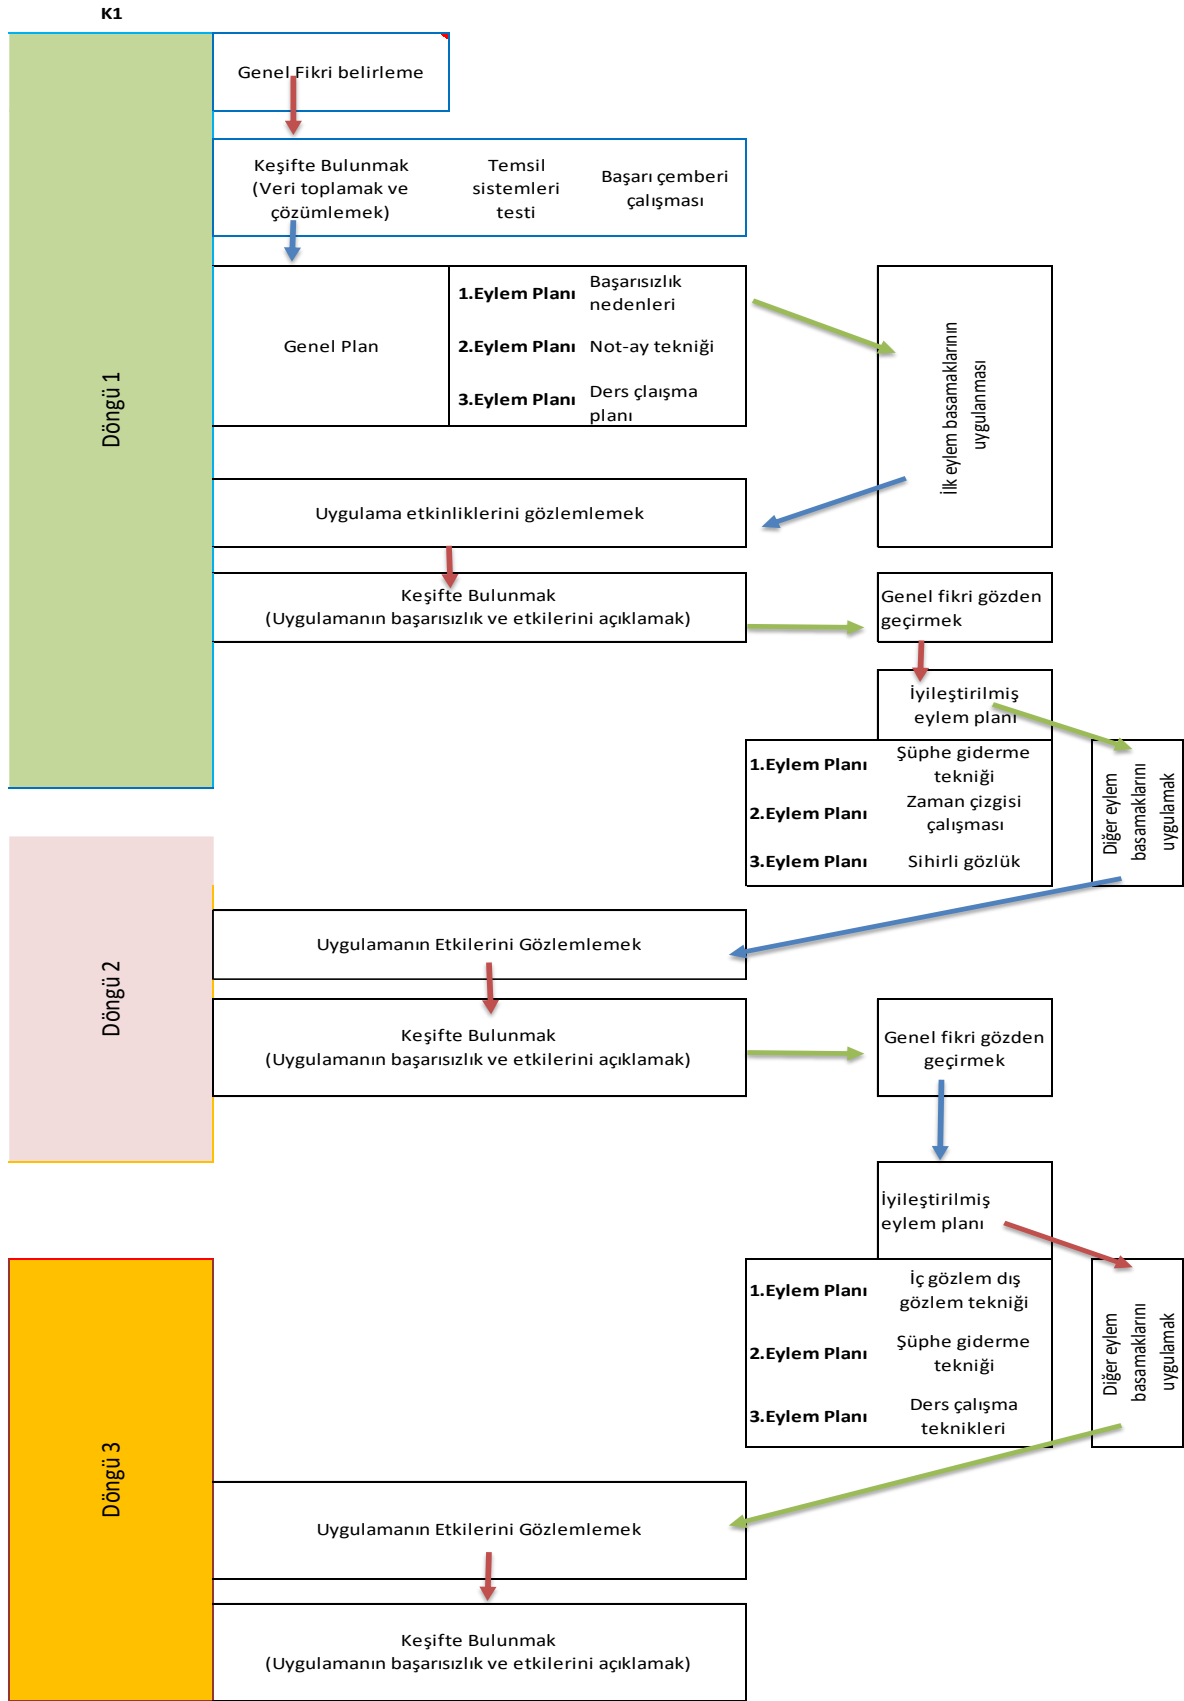 K1
Döngü 1
Genel Fikri belirleme
Keşifte Bulunmak
(Veri toplamak ve
çözümlemek)
Temsil
sistemleri
testi
Başarı çemberi
çalışması
Genel Plan
1.Eylem Planı
Başarısızlık
nedenleri
2.Eylem Planı
Not-ay tekniği
3.Eylem Planı
Ders çlaışma
planı
İlk eylem basamaklarının
uygulanması
Uygulama etkinliklerini gözlemlemek
Keşifte Bulunmak
(Uygulamanın başarısızlık ve etkilerini açıklamak)
Genel fikri gözden
geçirmek
İyileştirilmiş
eylem planı
1.Eylem Planı
Şüphe giderme
tekniği
2.Eylem Planı
Zaman çizgisi
çalışması
3.Eylem Planı
Sihirli gözlük
Diğer eylem
basamaklarını
uygulamak
Döngü 2
Uygulamanın Etkilerini Gözlemlemek
Keşifte Bulunmak
(Uygulamanın başarısızlık ve etkilerini açıklamak)
Genel fikri gözden
geçirmek
İyileştirilmiş
eylem planı
1.Eylem Planı
İç gözlem dış
gözlem tekniği
2.Eylem Planı
Şüphe giderme
tekniği
3.Eylem Planı
Ders çalışma
teknikleri
Diğer eylem
basamaklarını
uygulamak
Döngü 3
Uygulamanın Etkilerini Gözlemlemek
Keşifte Bulunmak
(Uygulamanın başarısızlık ve etkilerini açıklamak)